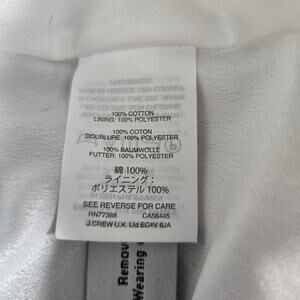 100% COTTON
LINING: 100% POLYESTER
100% COTON
DOUBLURE: 100% POLYESTER
100% BAUMWOLLE
FUTTER: 100% POLYESTER
綿 100%
ライニング:
ポリエステル 100%
SEE REVERSE FOR CARE
RN77388 CA56445
J.CREW U.K. Ltd EC4V 6JA
Remov
Wearing